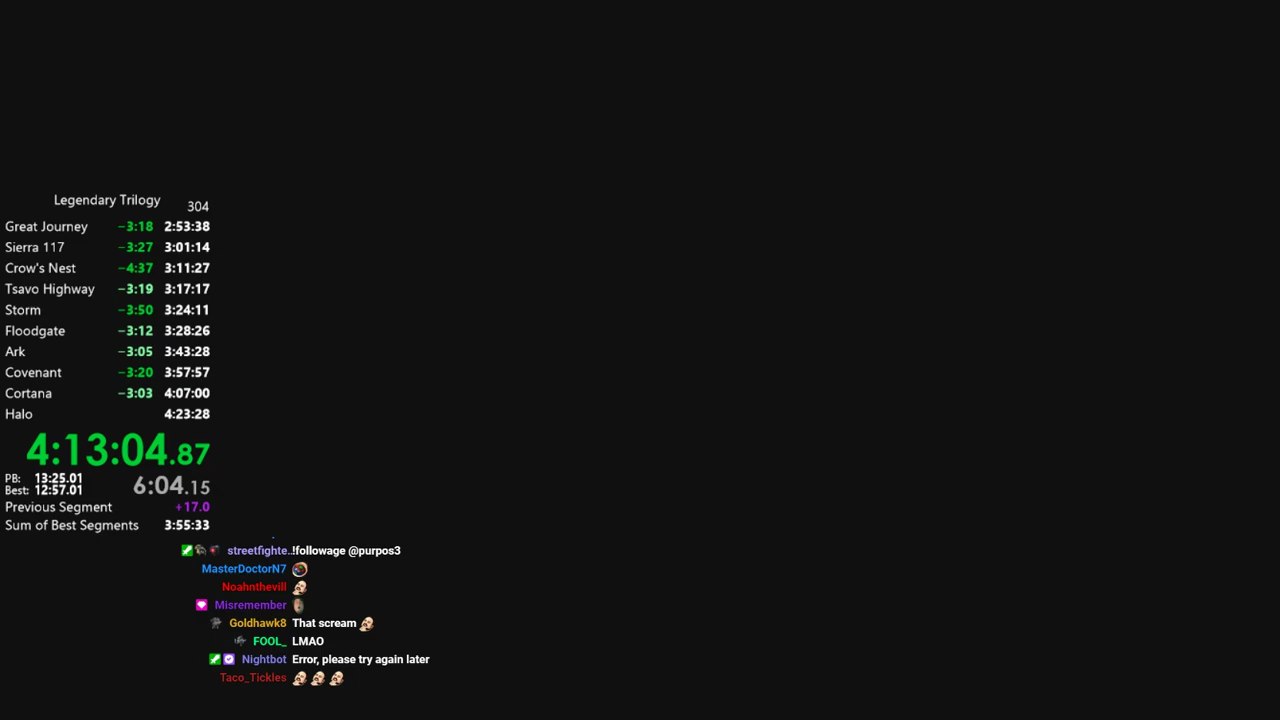 Legendary Trilogy 304
Great Journey -3:18 2:53:38
Sierra 117 -3:27 3:01:14
Crow's Nest -4:37 3:11:27
Tsavo Highway -3:19 3:17:17
Storm -3:50 3:24:11
Floodgate -3:12 3:28:26
Ark -3:05 3:43:28
Covenant -3:20 3:57:57
Cortana -3:03 4:07:00
Halo 4:23:28
4:13:04.87
PB: 13:25.01
Best: 12:57.01
6:04.15
Previous Segment +17.0
Sum of Best Segments 3:55:33
streetfighte... !followage @purpos3
MasterDoctorN7
Noahnthevill
Misremember
Goldhawk8 That scream
FOOL_ LMAO
Nightbot Error, please try again later
Taco_Tickles